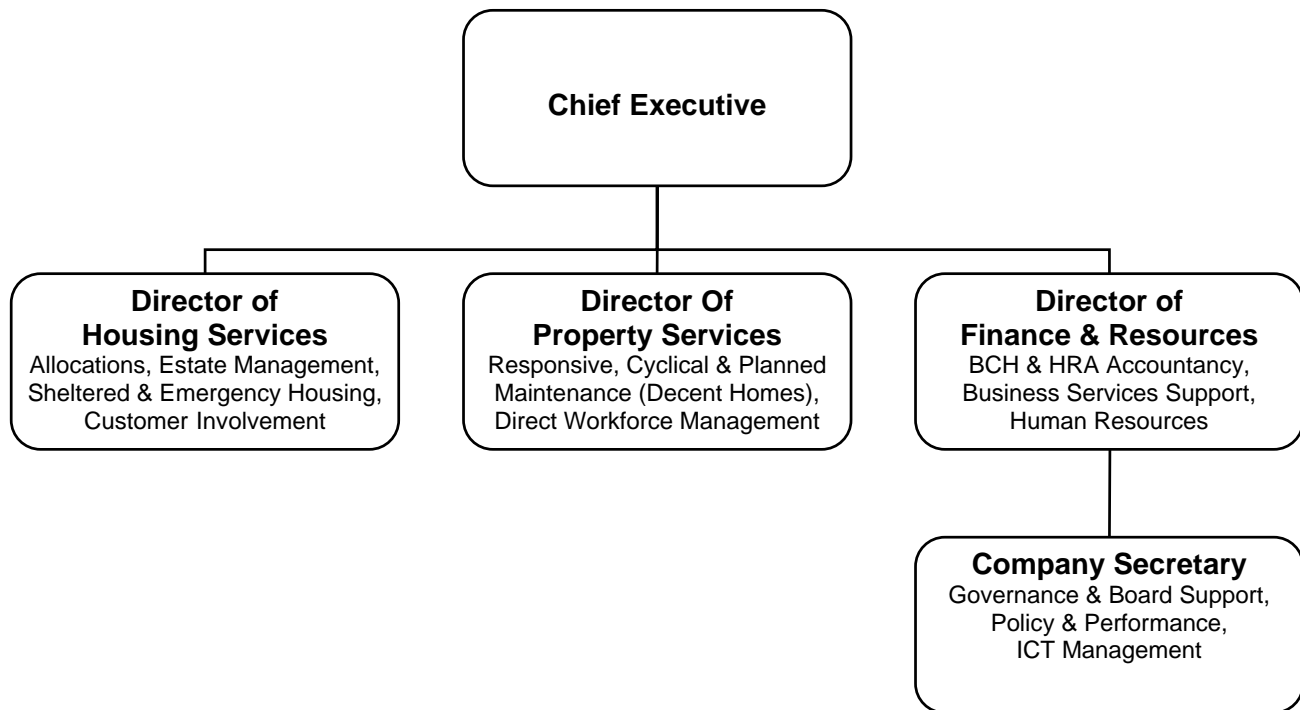 Chief Executive
Director of
Housing Services
Allocations, Estate Management,
Sheltered & Emergency Housing,
Customer Involvement
Director Of
Property Services
Responsive, Cyclical & Planned
Maintenance (Decent Homes),
Direct Workforce Management
Director of
Finance & Resources
BCH & HRA Accountancy,
Business Services Support,
Human Resources
Company Secretary
Governance & Board Support,
Policy & Performance,
ICT Management